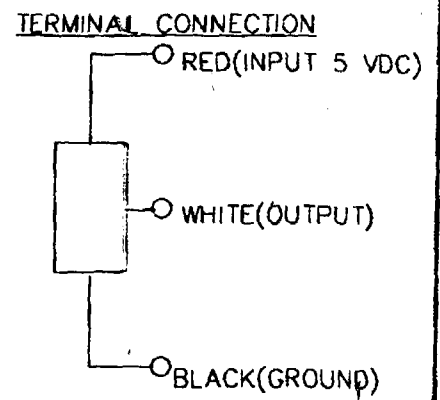 TERMINAL CONNECTION
RED(INPUT 5 VDC)
WHITE(OUTPUT)
BLACK(GROUND)